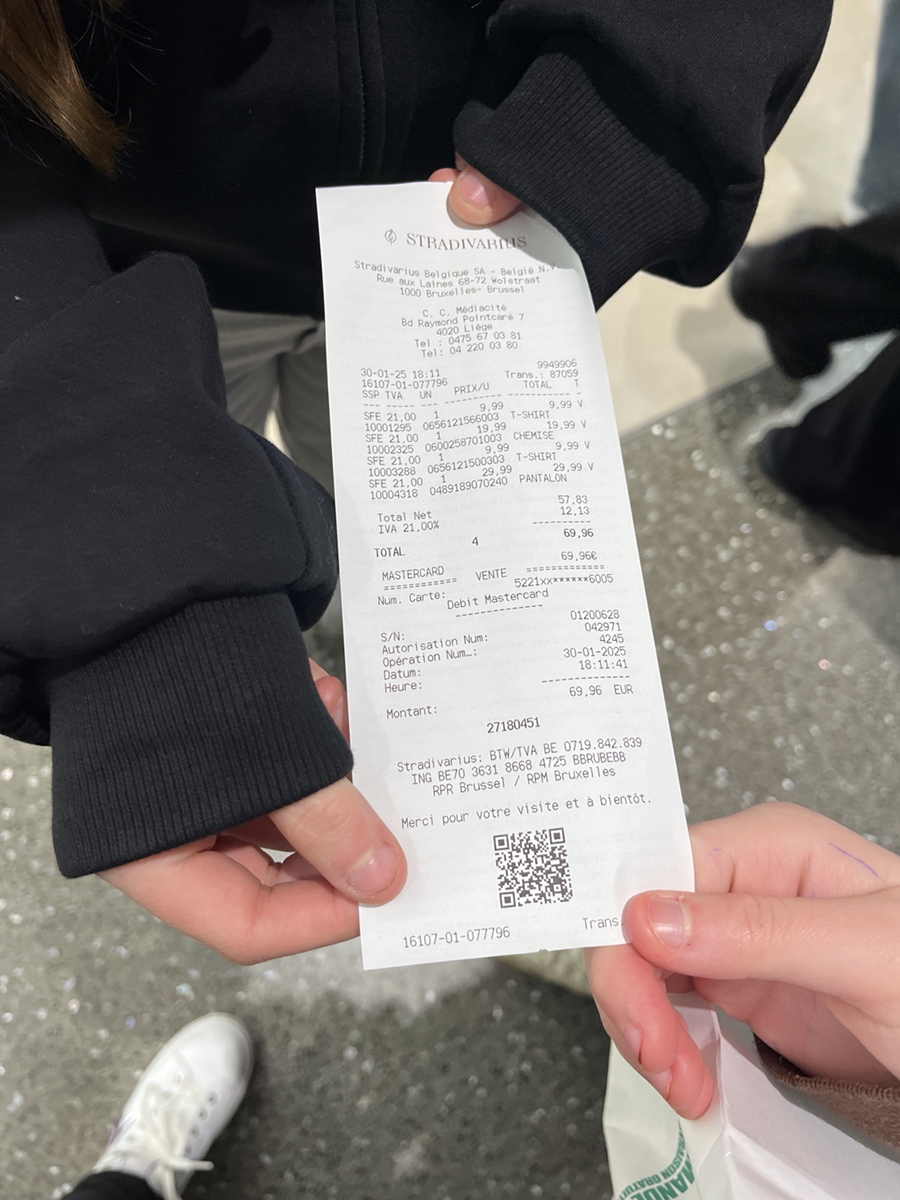 STRADIVARIUS
Stradivarius Belgique SA - België N.V
Rue aux Laines 68-72 Wolstraat
1000 Bruxelles- Brussel
C. C. Médiacité
Bd Raymond Pointcaré 7
4020 Liège
Tel : 0475 67 03 81
Tel: 04 220 03 80
9949906
30-01-25 18:11 Trans.: 87059
16107-01-077796
SSP TVA UN PRIX/U TOTAL T
--- ----- --- ------------ ----------- --
SFE 21,00 1 9,99 9,99 V
10001295 0656121566003 T-SHIRT
SFE 21,00 1 19,99 19,99 V
10002325 0600258701003 CHEMISE
SFE 21,00 1 9,99 9,99 V
10003288 0656121500303 T-SHIRT
SFE 21,00 1 29,99 29,99 V
10004318 0489189070240 PANTALON
Total Net 57,83
IVA 21,00% 12,13
-----------
TOTAL 4 69,96
MASTERCARD 69,96€
============ VENTE =============
Num. Carte: 5221xx******6005
Debit Mastercard
---------------
S/N: 01200628
Autorisation Num: 042971
Opération Num…: 4245
Datum: 30-01-2025
Heure: 18:11:41
--------------
Montant: 69,96 EUR
27180451
Stradivarius: BTW/TVA BE 0719.842.839
ING BE70 3631 8668 4725 BBRUBEBB
RPR Brussel / RPM Bruxelles
Merci pour votre visite et à bientôt.
16107-01-077796 Trans.